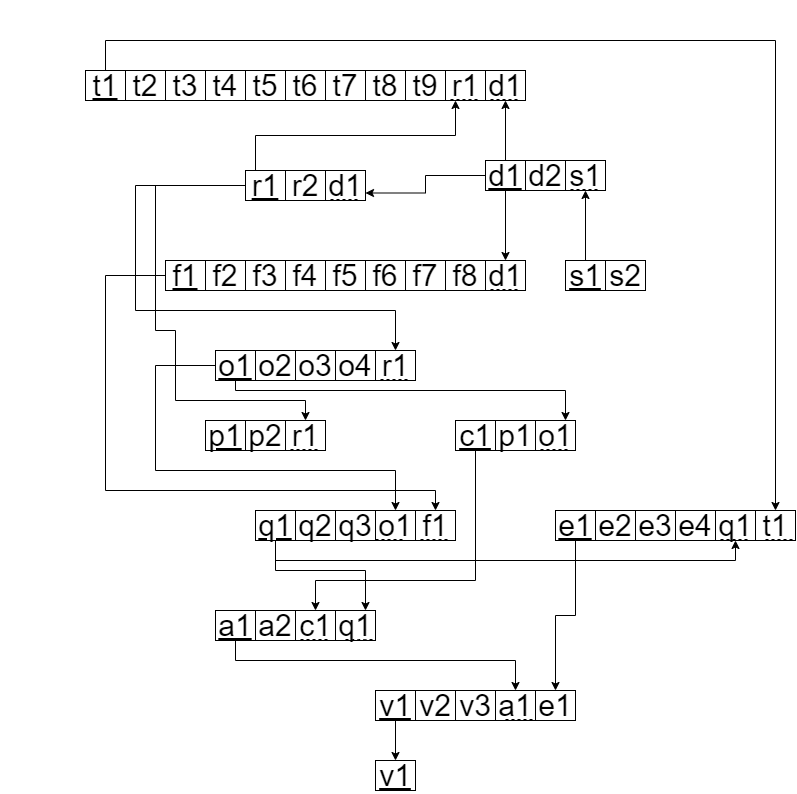 t1 t2 t3 t4 t5 t6 t7 t8 t9 r1 d1
r1 r2 d1
d1 d2 s1
f1 f2 f3 f4 f5 f6 f7 f8 d1
s1 s2
o1 o2 o3 o4 r1
p1 p2 r1
c1 p1 o1
q1 q2 q3 o1 f1
e1 e2 e3 e4 q1 t1
a1 a2 c1 q1
v1 v2 v3 a1 e1
v1